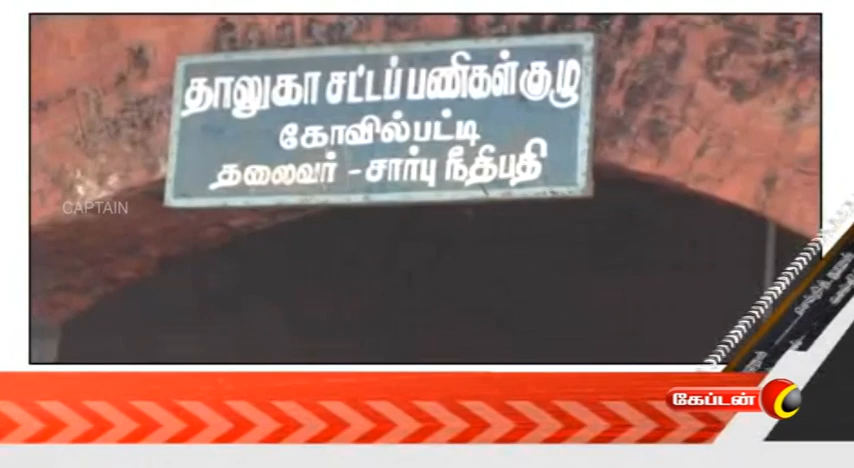 தாலுகா சட்டப் பணிகள் குழு
கோவில்பட்டி
தலைவர் - சார்பு நீதிபதி
CAPTAIN
கேப்டன்